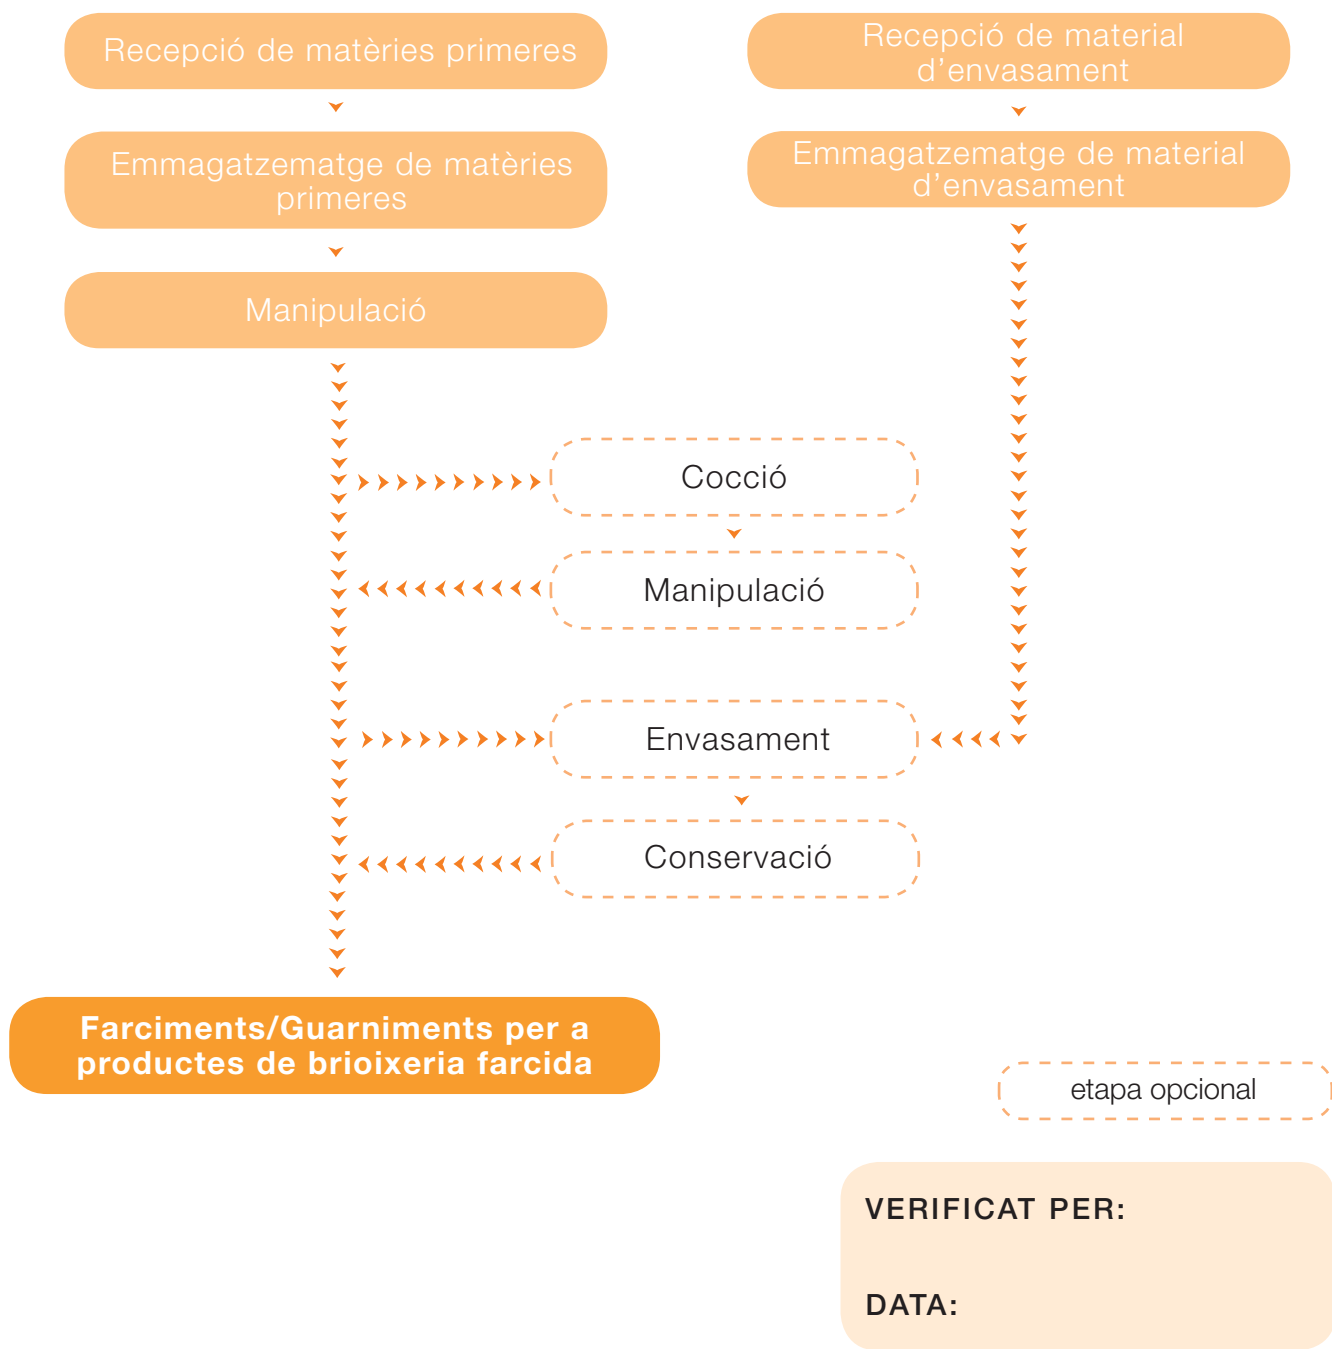 Recepció de matèries primeres
Recepció de material
d’envasament
Emmagatzematge de matèries
primeres
Emmagatzematge de material
d’envasament
Manipulació
Cocció
Manipulació
Envasament
Conservació
Farciments/Guarniments per a
productes de brioixeria farcida
etapa opcional
VERIFICAT PER:
DATA: